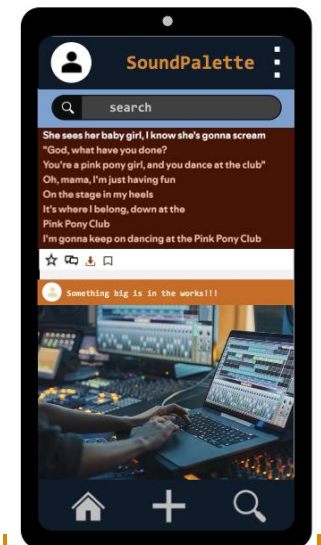 SoundPalette
search
She sees her baby girl, I know she's gonna scream
"God, what have you done?
You're a pink pony girl, and you dance at the club"
Oh, mama, I'm just having fun
On the stage in my heels
It's where I belong, down at the
Pink Pony Club
I'm gonna keep on dancing at the Pink Pony Club
Something big is in the works!!!